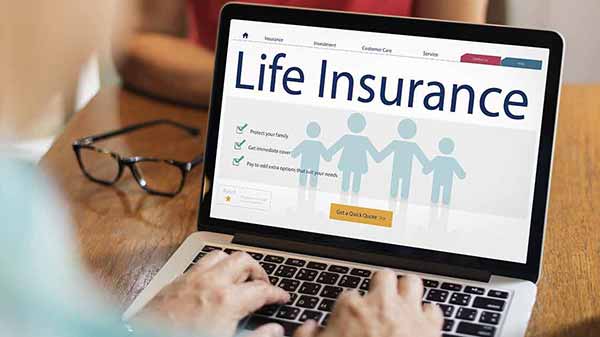 Insurance Investment Customer Care Service
Life Insurance
Protect your family
Get immediate cover
Pay to add extra options that suit your needs
Get a Quick Quote >>